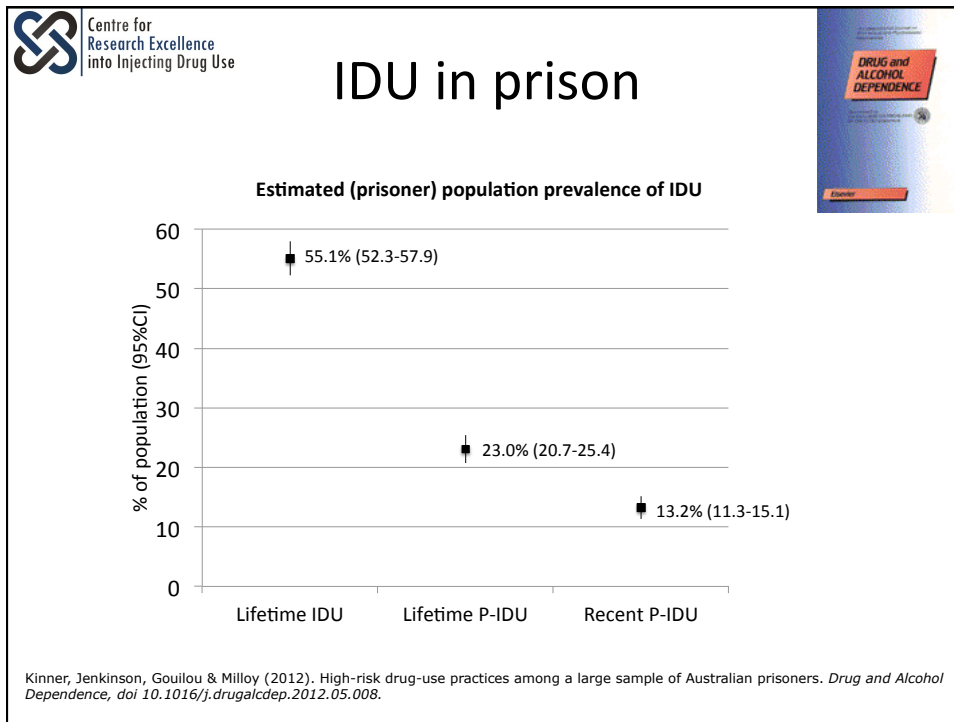 Centre for
Research Excellence
into Injecting Drug Use
IDU in prison
DRUG and
ALCOHOL
DEPENDENCE
Elsevier
Estimated (prisoner) population prevalence of IDU
% of population (95%CI)
60
50
40
30
20
10
0
55.1% (52.3-57.9)
23.0% (20.7-25.4)
13.2% (11.3-15.1)
Lifetime IDU
Lifetime P-IDU
Recent P-IDU
Kinner, Jenkinson, Gouilou & Milloy (2012). High-risk drug-use practices among a large sample of Australian prisoners. Drug and Alcohol
Dependence, doi 10.1016/j.drugalcdep.2012.05.008.